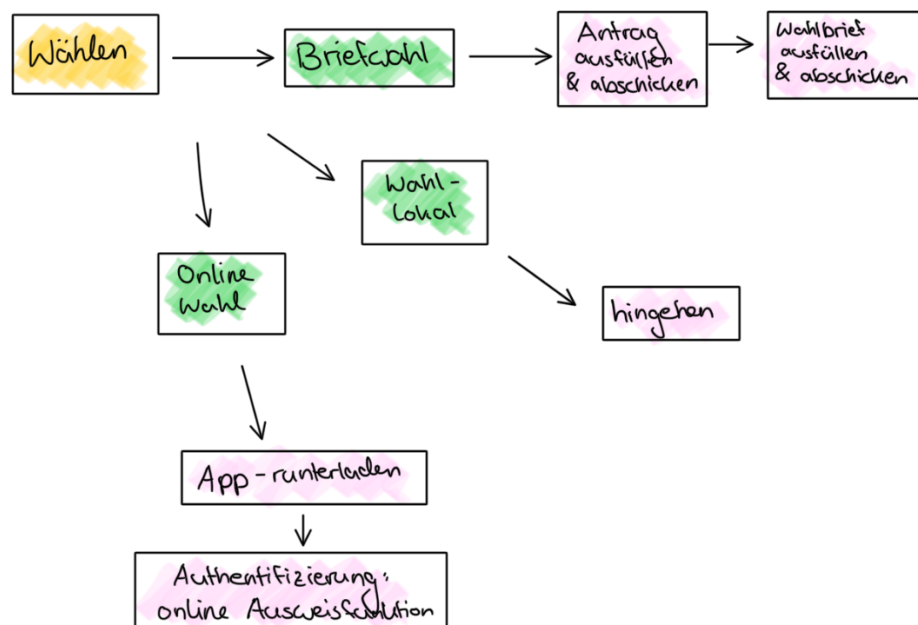 Wählen
Briefwahl
Antrag
ausfüllen
& abschicken
Wahlbrief
ausfüllen
& abschicken
Wahl-
Lokal
Online
Wahl
hingehen
App-runterladen
Authentifizierung:
online Ausweisfunktion